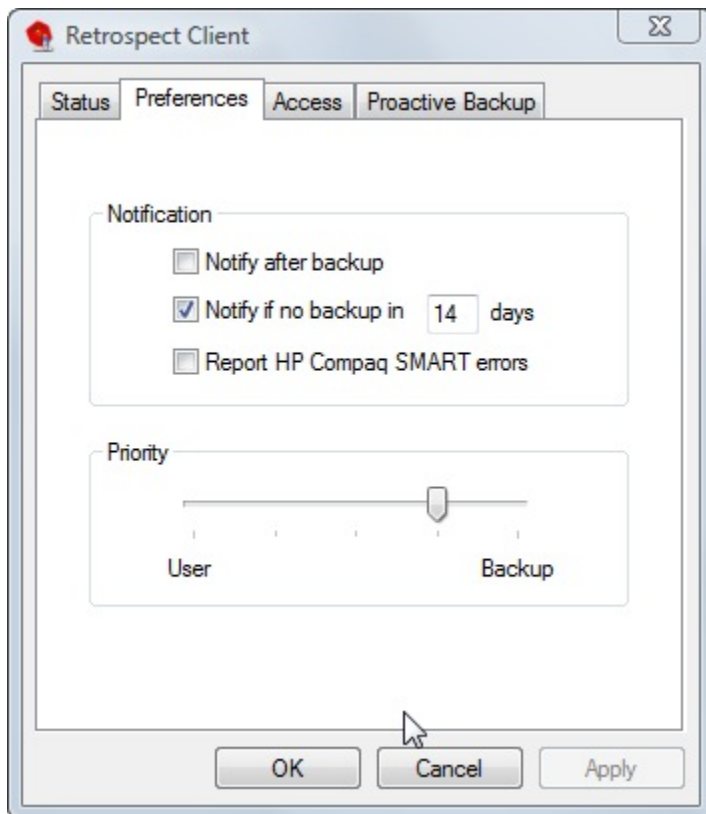 Retrospect Client
Status Preferences Access Proactive Backup
Notification
Notify after backup
Notify if no backup in 14 days
Report HP Compaq SMART errors
Priority
User Backup
OK Cancel Apply